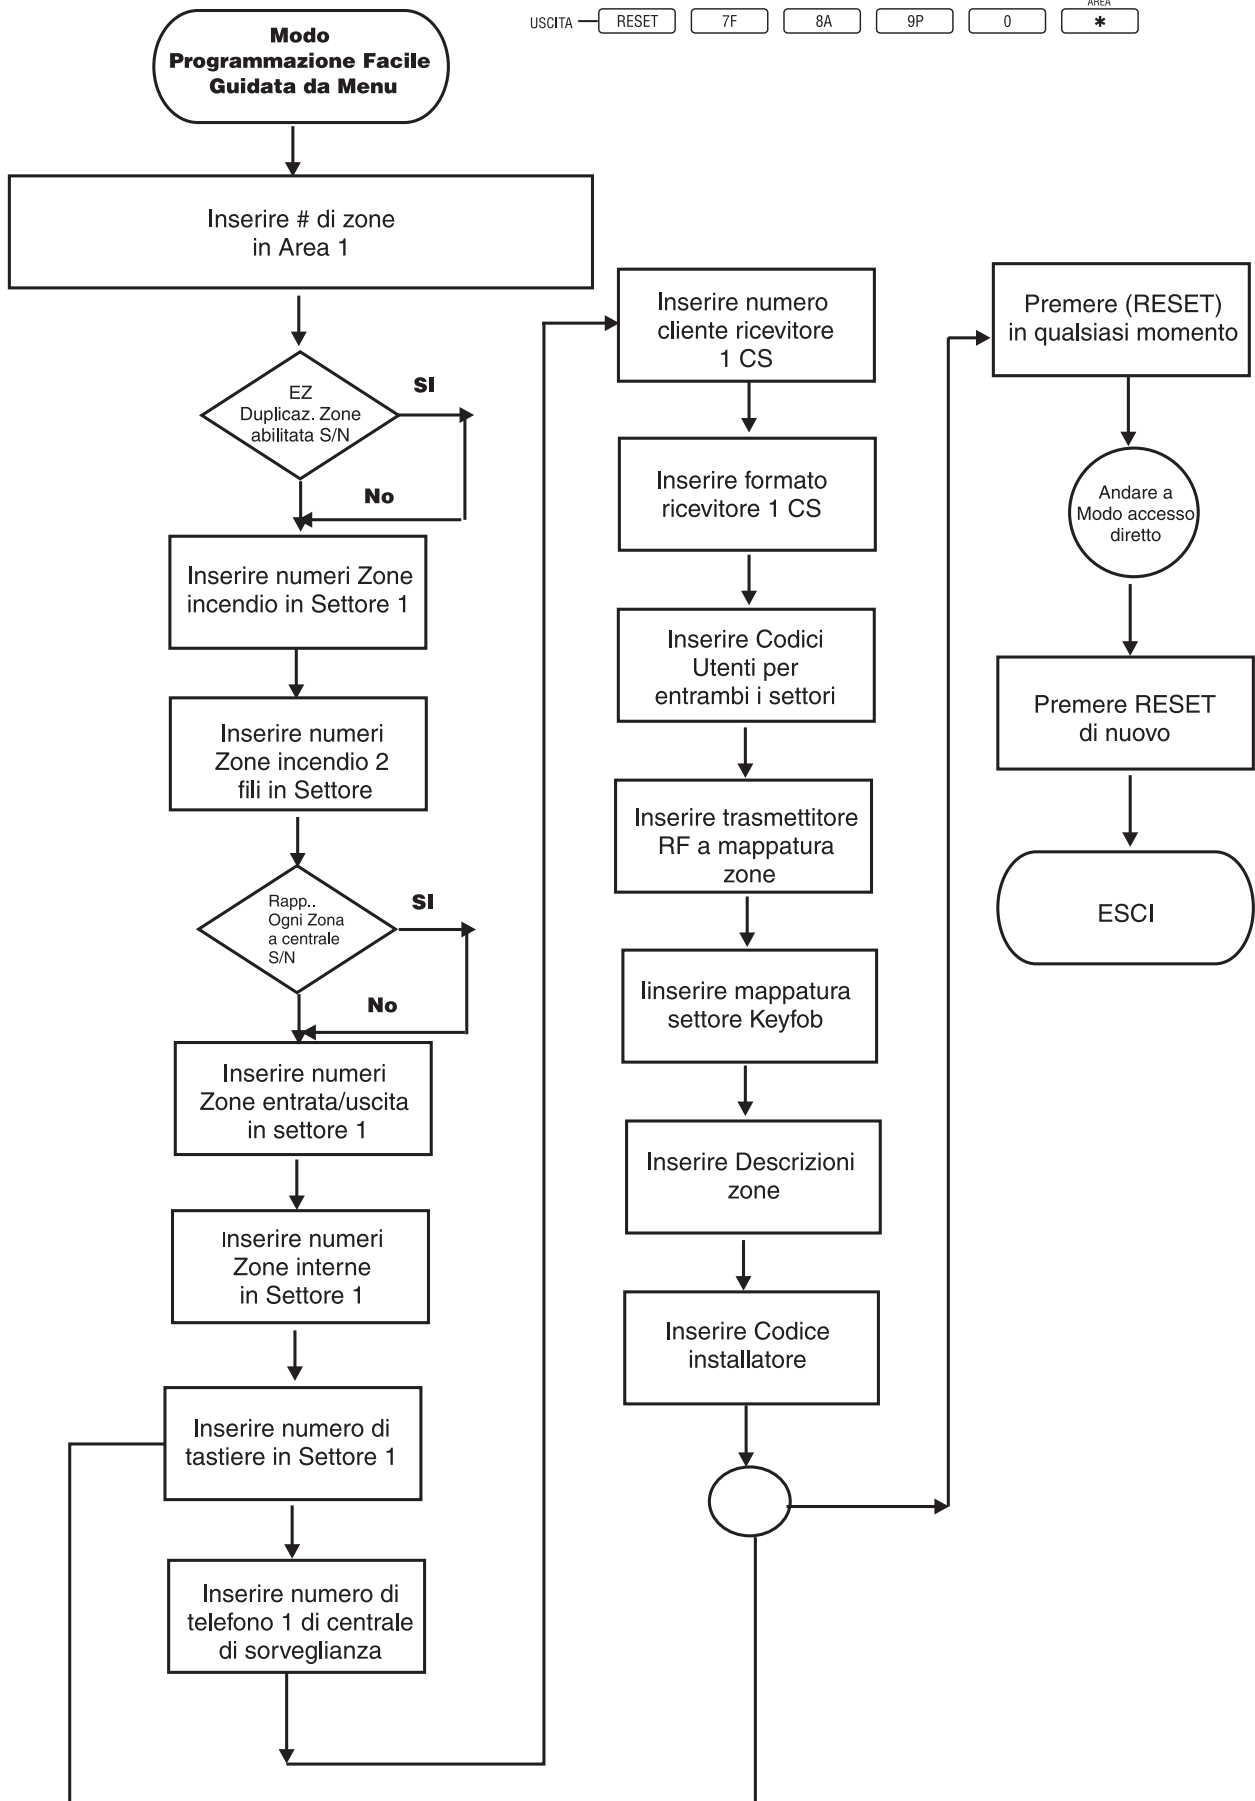 AREA
USCITA RESET 7F 8A 9P 0 *
Modo
Programmazione Facile
Guidata da Menu
Inserire # di zone
in Area 1
EZ
Duplicaz. Zone
abilitata S/N
SI
No
Inserire numeri Zone
incendio in Settore 1
Inserire numeri
Zone incendio 2
fili in Settore
Rapp..
Ogni Zona
a centrale
S/N
SI
No
Inserire numeri
Zone entrata/uscita
in settore 1
Inserire numeri
Zone interne
in Settore 1
Inserire numero di
tastiere in Settore 1
Inserire numero di
telefono 1 di centrale
di sorveglianza
Inserire numero
cliente ricevitore
1 CS
Inserire formato
ricevitore 1 CS
Inserire Codici
Utenti per
entrambi i settori
Inserire trasmettitore
RF a mappatura
zone
Iinserire mappatura
settore Keyfob
Inserire Descrizioni
zone
Inserire Codice
installatore
Premere (RESET)
in qualsiasi momento
Andare a
Modo accesso
diretto
Premere RESET
di nuovo
ESCI